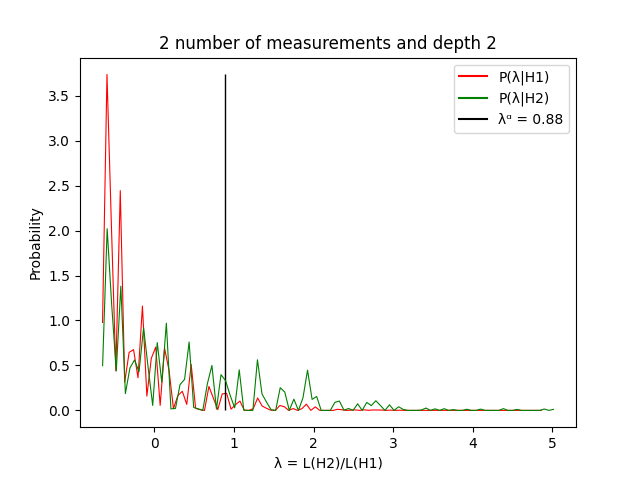 2 number of measurements and depth 2
P(λ|H1)
P(λ|H2)
λᵅ = 0.88
Probability
3.5
3.0
2.5
2.0
1.5
1.0
0.5
0.0
0 1 2 3 4 5
λ = L(H2)/L(H1)